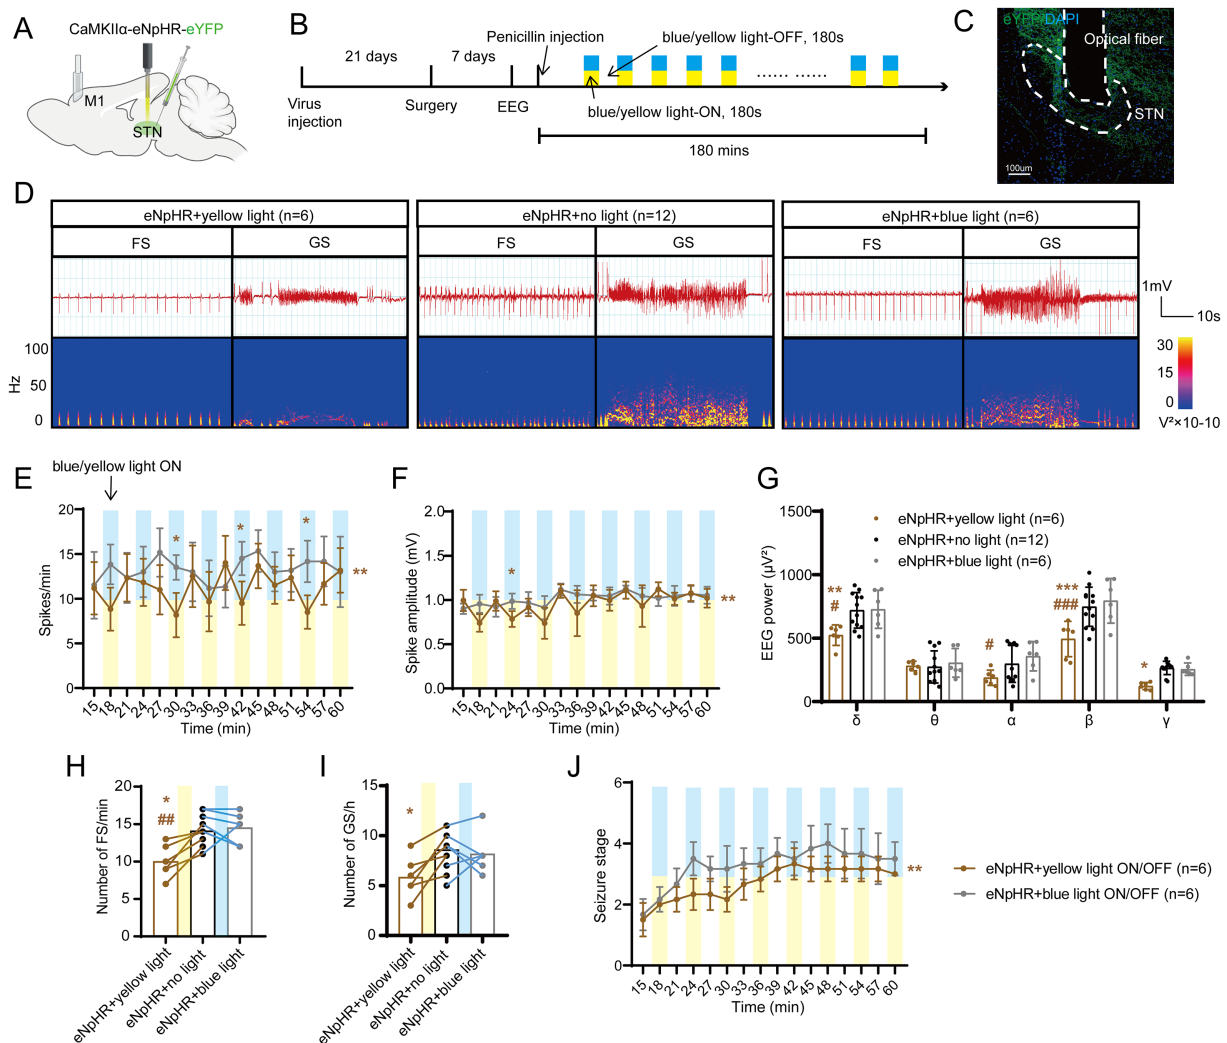 A
CaMKIIα-eNpHR-eYFP
M1
STN
B
Penicillin injection
blue/yellow light-OFF, 180s
21 days
7 days
...... ......
Virus
injection
Surgery
EEG
blue/yellow light-ON, 180s
180 mins
C
eYFP/DAPI
Optical fiber
STN
100um
D
eNpHR+yellow light (n=6)
eNpHR+no light (n=12)
eNpHR+blue light (n=6)
FS
GS
FS
GS
FS
GS
1mV
10s
100
50
0
Hz
30
15
0
V²×10-10
blue/yellow light ON
E
Spikes/min
20
15
10
5
0
*
*
*
**
15 18 21 24 27 30 33 36 39 42 45 48 51 54 57 60
Time (min)
F
Spike amplitude (mV)
2.0
1.5
1.0
0.5
0.0
*
**
15 18 21 24 27 30 33 36 39 42 45 48 51 54 57 60
Time (min)
G
EEG power (μV²)
1500
1000
500
0
eNpHR+yellow light (n=6)
eNpHR+no light (n=12)
eNpHR+blue light (n=6)
**
#
#
***
###
*
δ θ α β γ
H
Number of FS/min
20
15
10
5
0
*
##
eNpHR+yellow light
eNpHR+no light
eNpHR+blue light
I
Number of GS/h
15
10
5
0
*
eNpHR+yellow light
eNpHR+no light
eNpHR+blue light
J
Seizure stage
6
4
2
0
**
15 18 21 24 27 30 33 36 39 42 45 48 51 54 57 60
Time (min)
eNpHR+yellow light ON/OFF (n=6)
eNpHR+blue light ON/OFF (n=6)